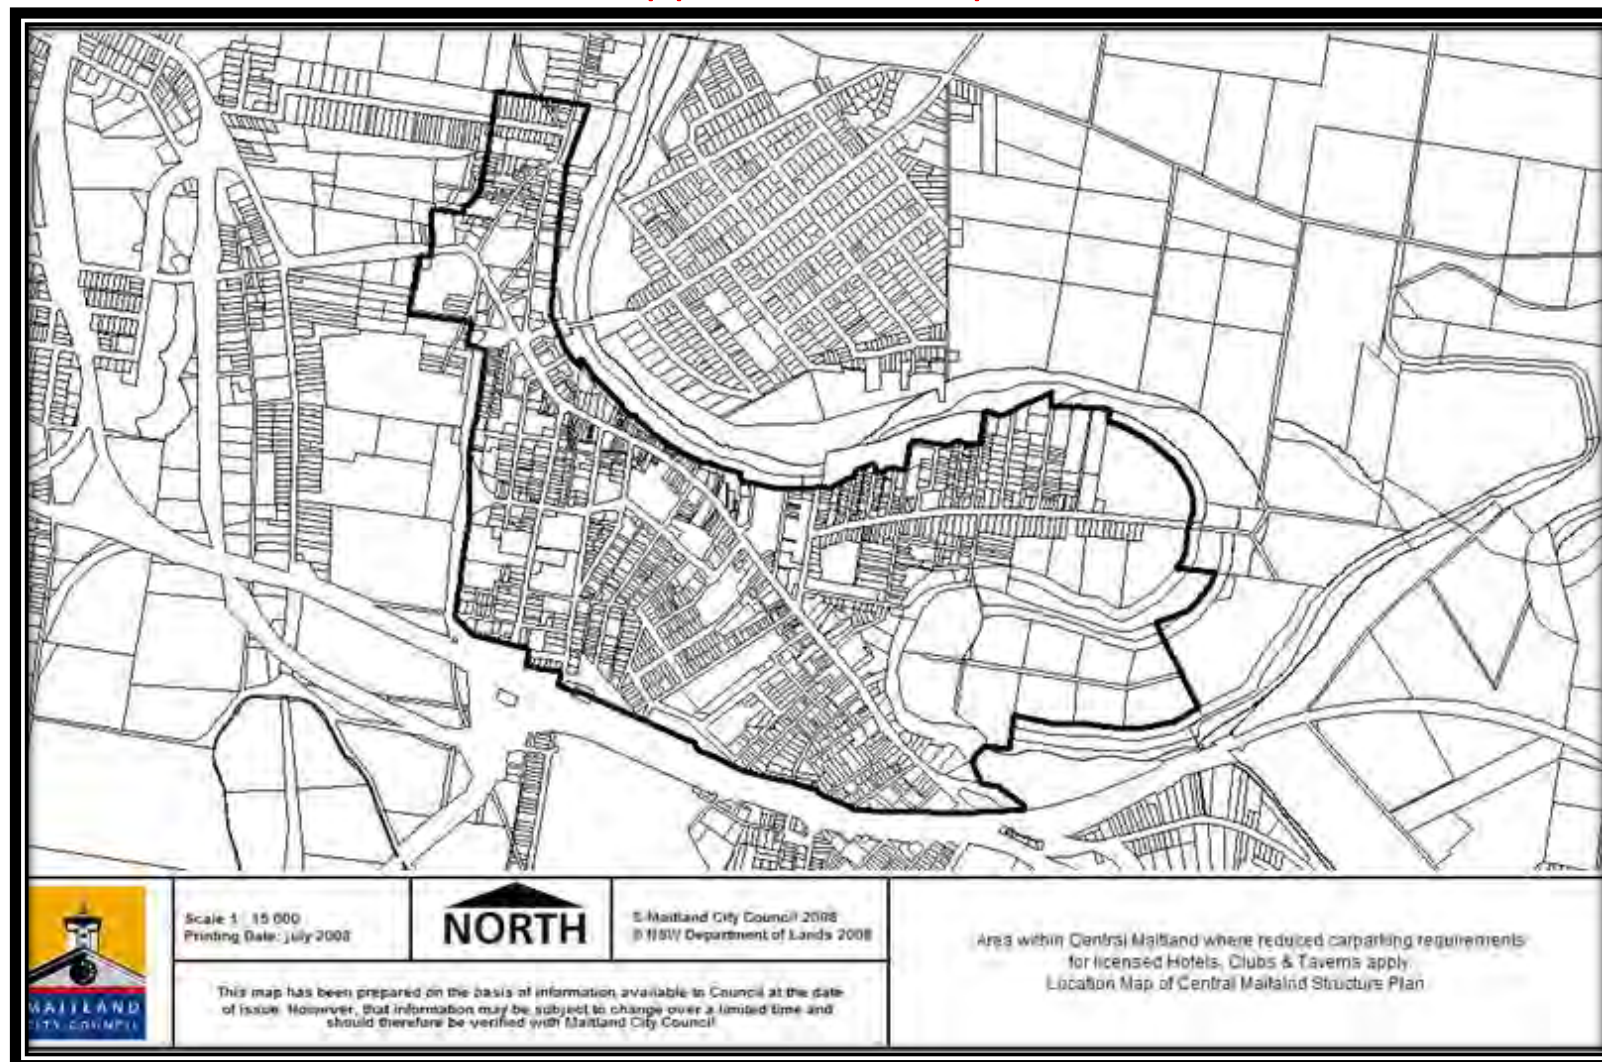 MAITLAND
CITY COUNCIL
Scale 1 : 15 000
Printing Date: July 2008
NORTH
© Maitland City Council 2008
© NSW Department of Lands 2008
This map has been prepared on the basis of information available to Council at the date
of issue. However, that information may be subject to change over a limited time and
should therefore be verified with Maitland City Council
Area within Central Maitland where reduced carparking requirements
for licensed Hotels, Clubs & Taverns apply.
Location Map of Central Maitalnd Structure Plan